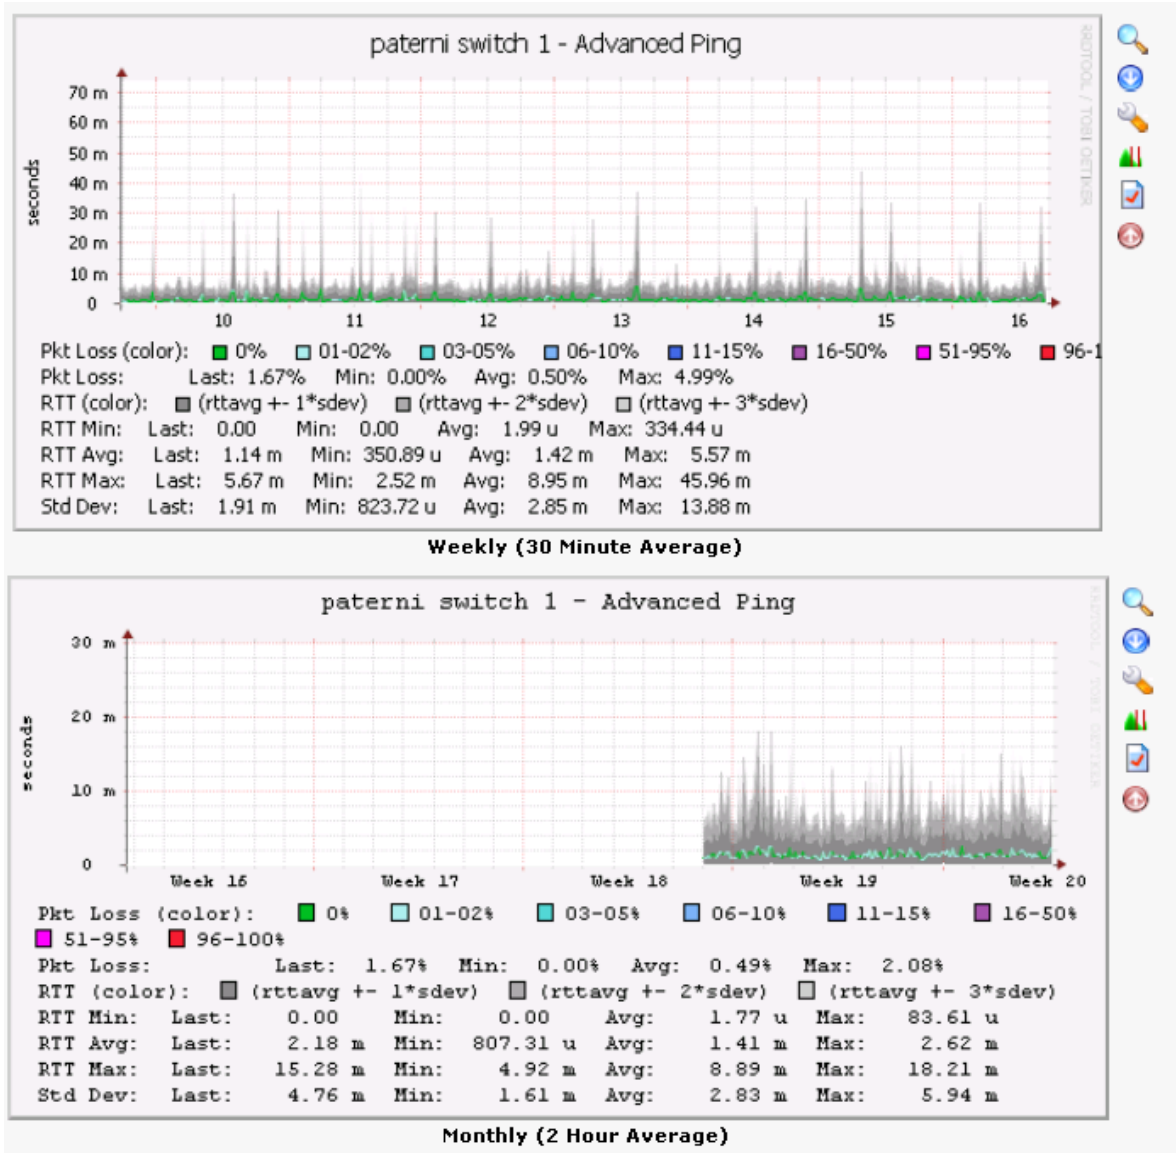 paterni switch 1 - Advanced Ping
RRDTOOL / TOBI OETIKER
seconds
70 m
60 m
50 m
40 m
30 m
20 m
10 m
0
10 11 12 13 14 15 16
Pkt Loss (color): 0% 01-02% 03-05% 06-10% 11-15% 16-50% 51-95% 96-1
Pkt Loss: Last: 1.67% Min: 0.00% Avg: 0.50% Max: 4.99%
RTT (color): (rttavg +- 1*sdev) (rttavg +- 2*sdev) (rttavg +- 3*sdev)
RTT Min: Last: 0.00 Min: 0.00 Avg: 1.99 u Max: 334.44 u
RTT Avg: Last: 1.14 m Min: 350.89 u Avg: 1.42 m Max: 5.57 m
RTT Max: Last: 5.67 m Min: 2.52 m Avg: 8.95 m Max: 45.96 m
Std Dev: Last: 1.91 m Min: 823.72 u Avg: 2.85 m Max: 13.88 m
Weekly (30 Minute Average)
paterni switch 1 - Advanced Ping
RRDTOOL / TOBI OETIKER
seconds
30 m
20 m
10 m
0
Week 16 Week 17 Week 18 Week 19 Week 20
Pkt Loss (color): 0% 01-02% 03-05% 06-10% 11-15% 16-50%
51-95% 96-100%
Pkt Loss: Last: 1.67% Min: 0.00% Avg: 0.49% Max: 2.08%
RTT (color): (rttavg +- 1*sdev) (rttavg +- 2*sdev) (rttavg +- 3*sdev)
RTT Min: Last: 0.00 Min: 0.00 Avg: 1.77 u Max: 83.61 u
RTT Avg: Last: 2.18 m Min: 807.31 u Avg: 1.41 m Max: 2.62 m
RTT Max: Last: 15.28 m Min: 4.92 m Avg: 8.89 m Max: 18.21 m
Std Dev: Last: 4.76 m Min: 1.61 m Avg: 2.83 m Max: 5.94 m
Monthly (2 Hour Average)